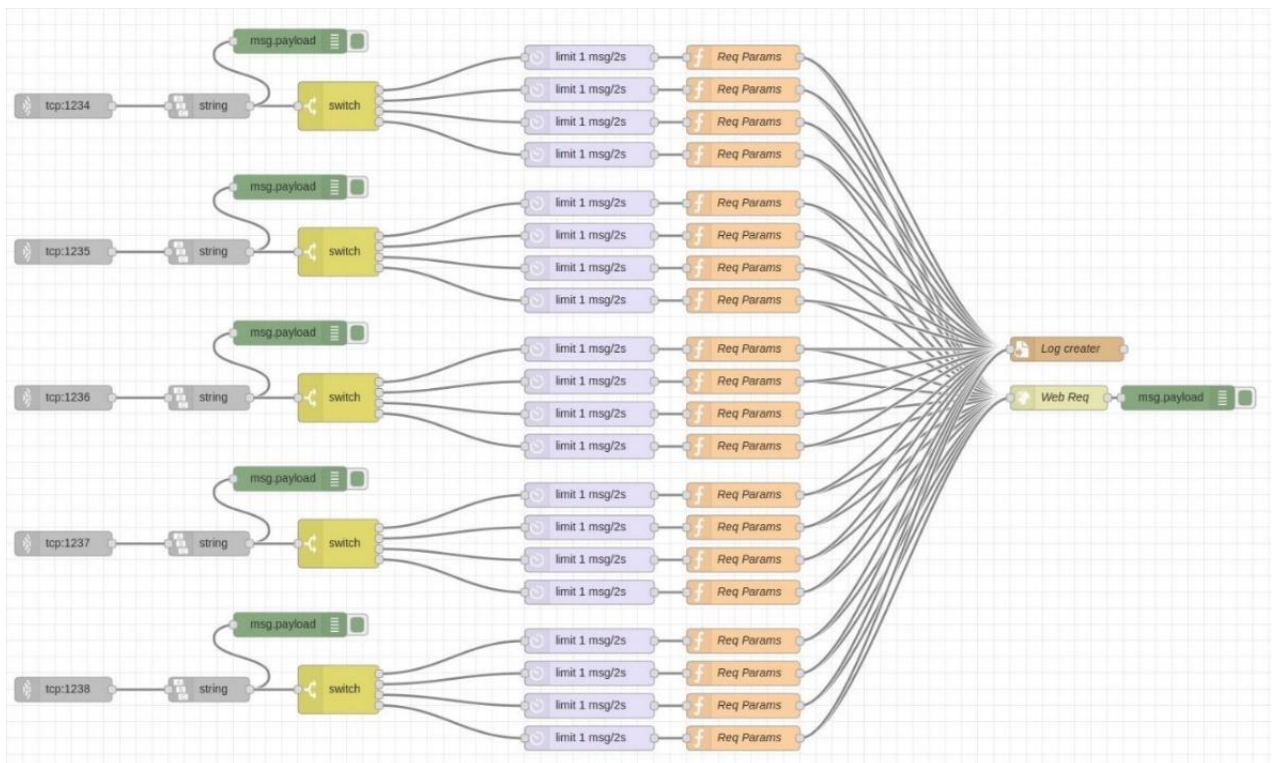 msg.payload
limit 1 msg/2s Req Params
limit 1 msg/2s Req Params
tcp:1234 string switch
limit 1 msg/2s Req Params
limit 1 msg/2s Req Params
msg.payload
limit 1 msg/2s Req Params
limit 1 msg/2s Req Params
tcp:1235 string switch
limit 1 msg/2s Req Params
limit 1 msg/2s Req Params
msg.payload
limit 1 msg/2s Req Params
Log creater
limit 1 msg/2s Req Params
tcp:1236 string switch
Web Req msg.payload
limit 1 msg/2s Req Params
limit 1 msg/2s Req Params
msg.payload
limit 1 msg/2s Req Params
limit 1 msg/2s Req Params
tcp:1237 string switch
limit 1 msg/2s Req Params
limit 1 msg/2s Req Params
msg.payload
limit 1 msg/2s Req Params
limit 1 msg/2s Req Params
tcp:1238 string switch
limit 1 msg/2s Req Params
limit 1 msg/2s Req Params